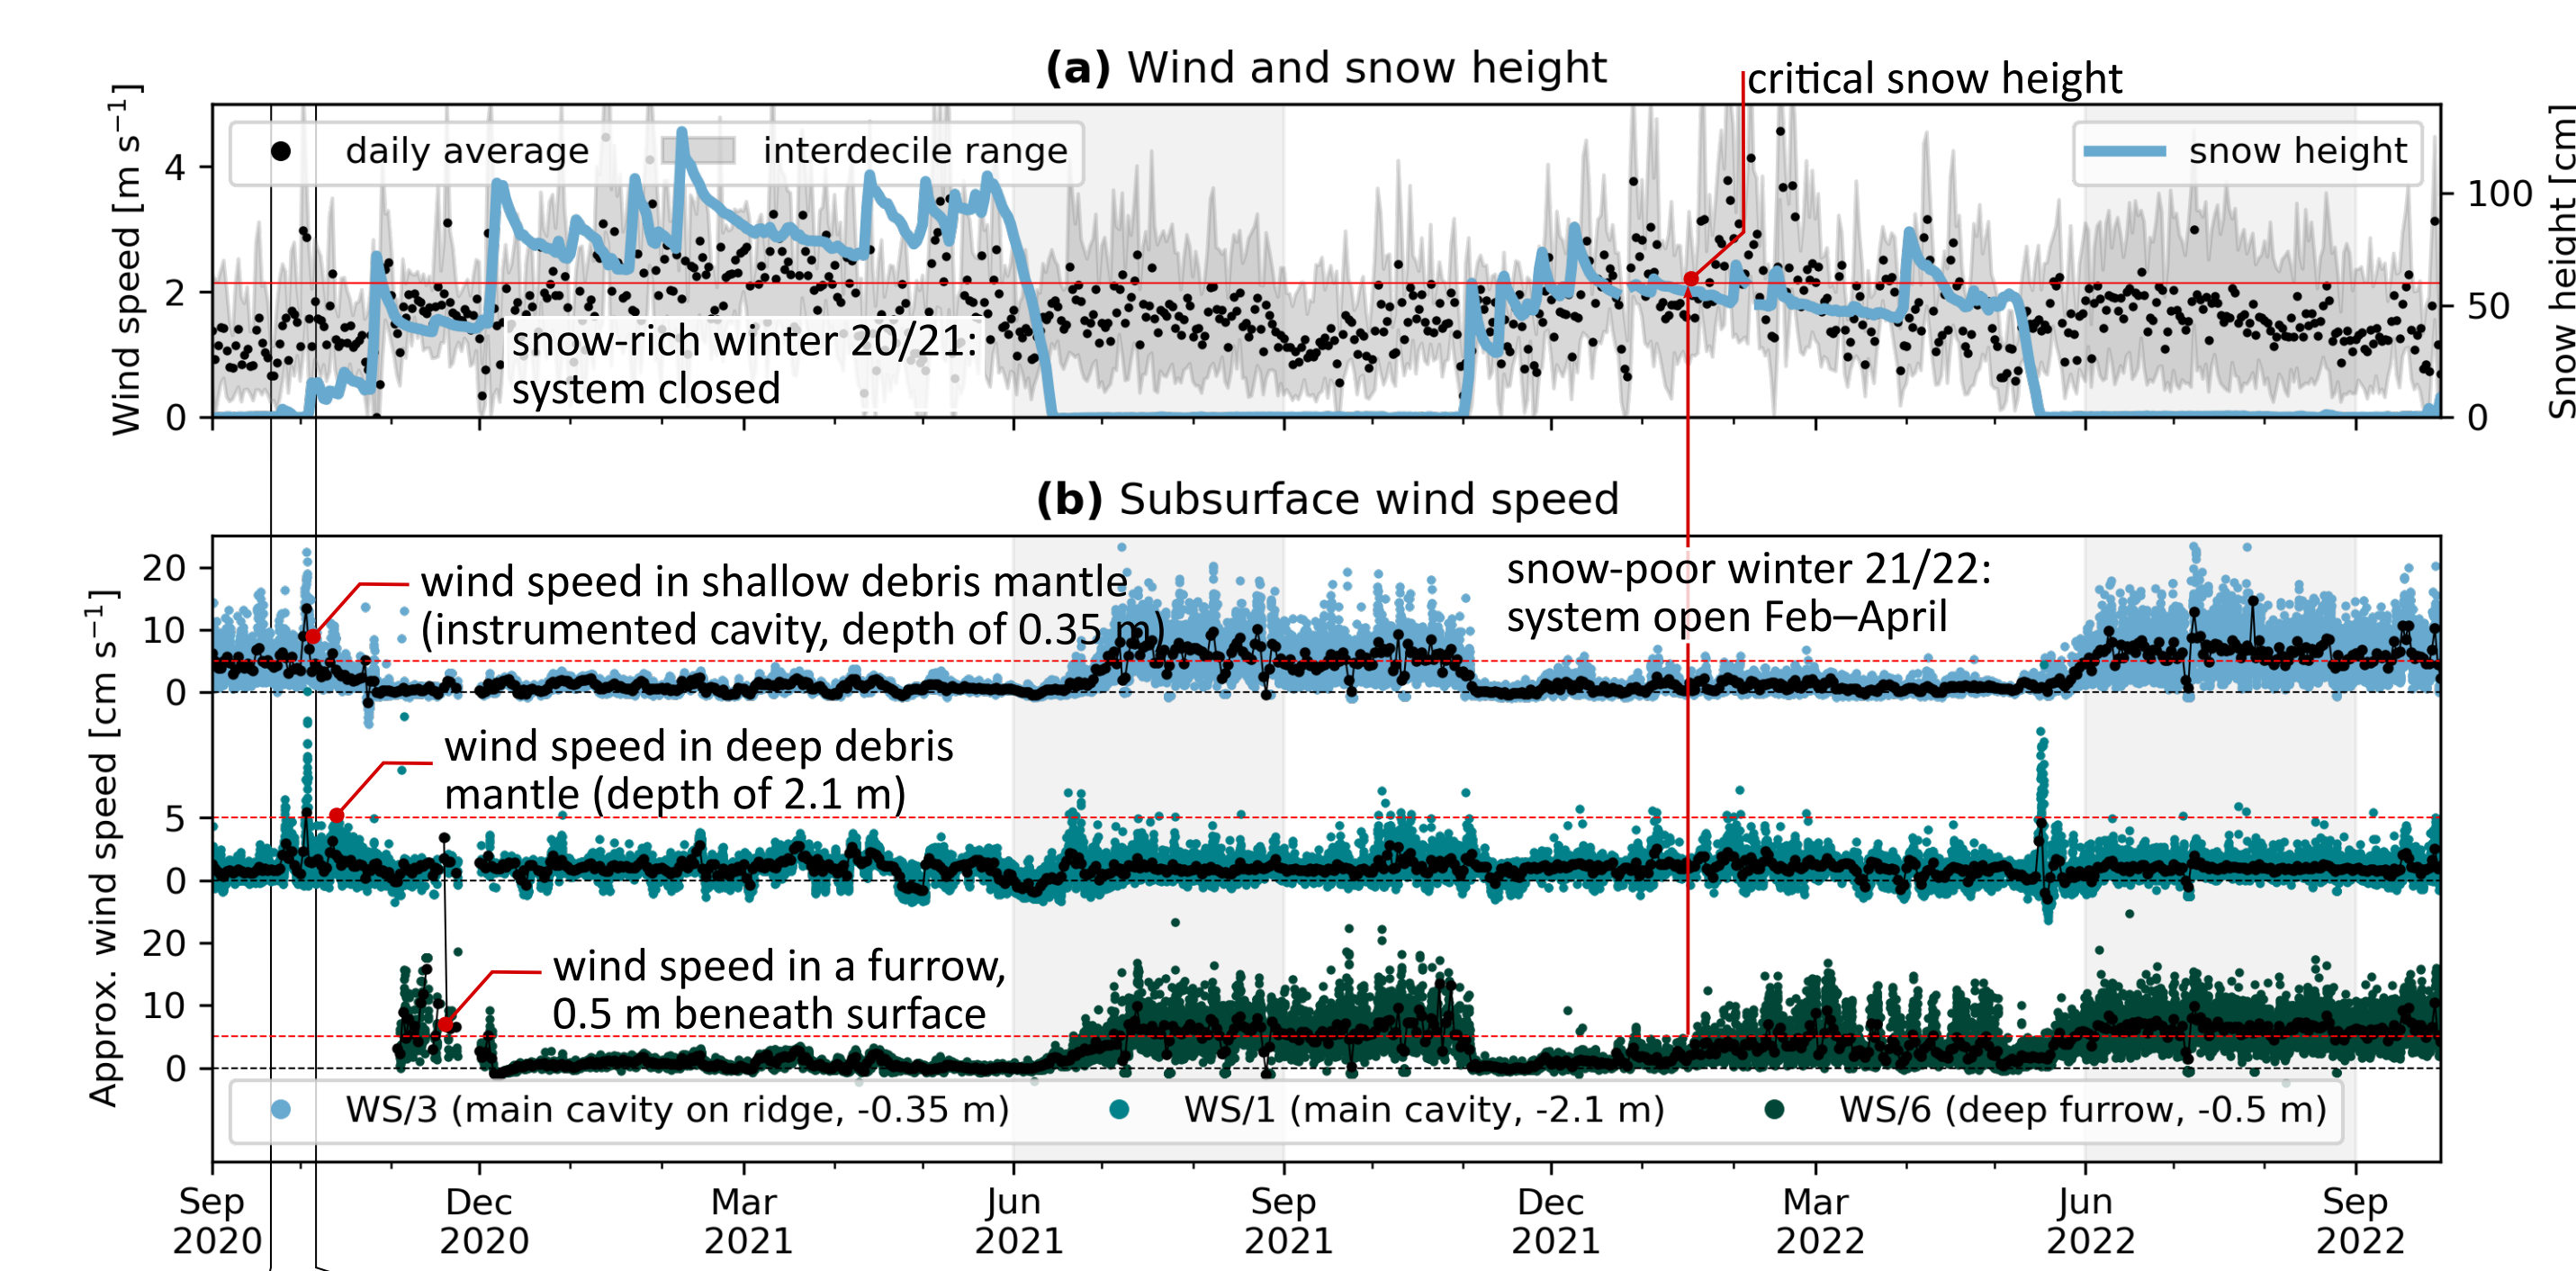 (a) Wind and snow height
critical snow height
Wind speed [m s⁻¹]
4
2
0
daily average
interdecile range
snow height
100
50
0
Snow height [cm]
snow-rich winter 20/21:
system closed
(b) Subsurface wind speed
Approx. wind speed [cm s⁻¹]
20
10
0
5
0
20
10
0
wind speed in shallow debris mantle
(instrumented cavity, depth of 0.35 m)
snow-poor winter 21/22:
system open Feb–April
wind speed in deep debris
mantle (depth of 2.1 m)
wind speed in a furrow,
0.5 m beneath surface
WS/3 (main cavity on ridge, -0.35 m)
WS/1 (main cavity, -2.1 m)
WS/6 (deep furrow, -0.5 m)
Sep Dec Mar Jun Sep Dec Mar Jun Sep
2020 2020 2021 2021 2021 2021 2022 2022 2022